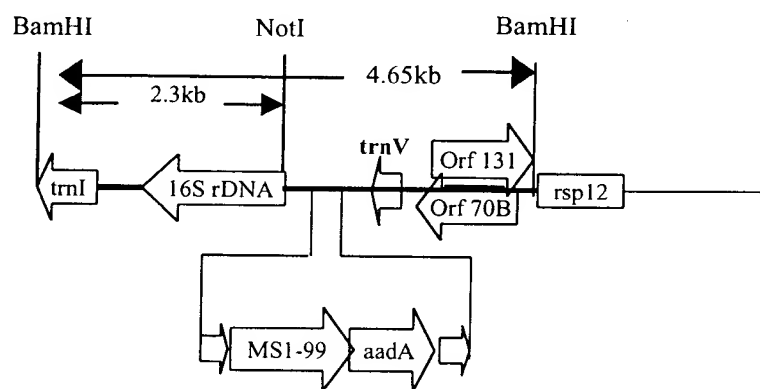 BamHI NotI BamHI
4.65kb
2.3kb
trnV
Orf 131
trnI 16S rDNA Orf 70B rsp12
MS1-99 aadA